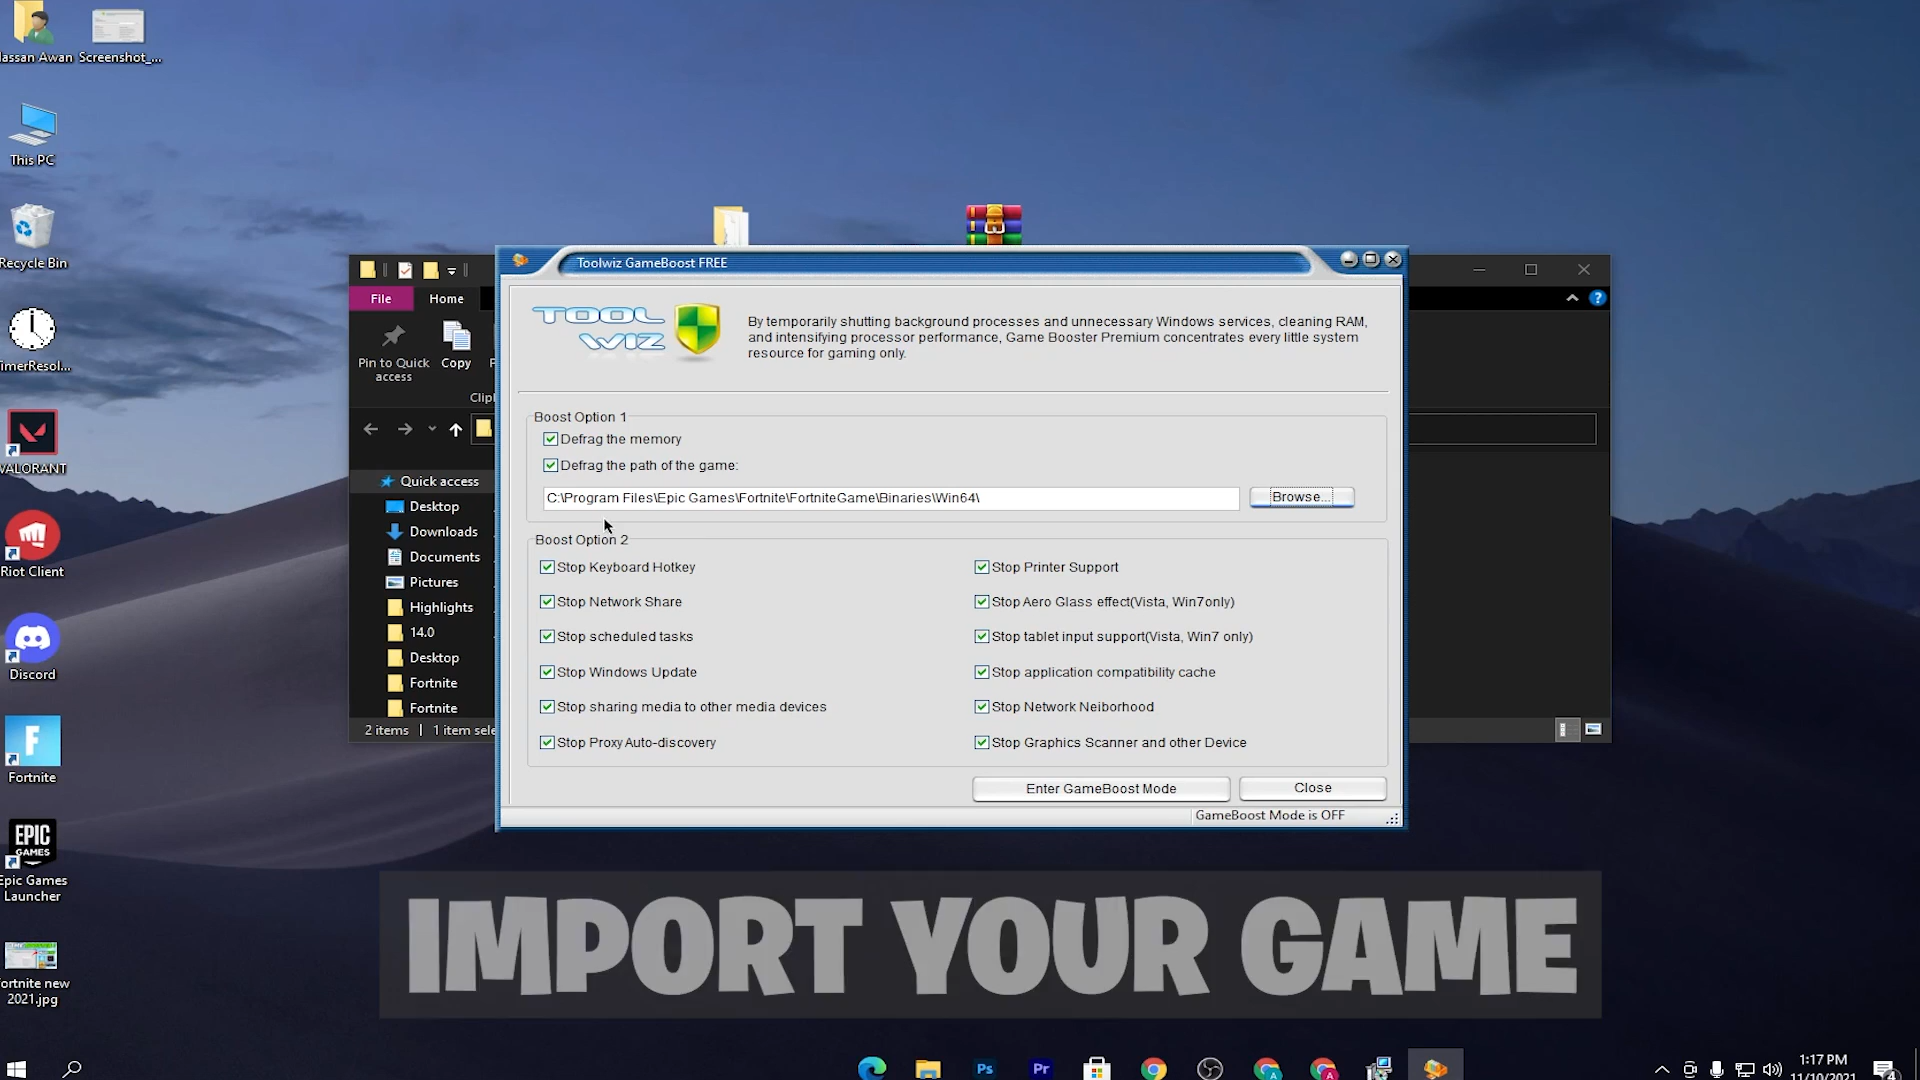 assan Awan
Screenshot_...
This PC
Recycle Bin
imerResol...
VALORANT
Riot Client
Discord
Fortnite
EPIC
GAMES
Epic Games
Launcher
ortnite new
2021.jpg
File
Home
Pin to Quick
access
Copy
Clip
Quick access
Desktop
Downloads
Documents
Pictures
Highlights
14.0
Desktop
Fortnite
Fortnite
2 items
1 item sele
Toolwiz GameBoost FREE
TOOL
WIZ
By temporarily shutting background processes and unnecessary Windows services, cleaning RAM,
and intensifying processor performance, Game Booster Premium concentrates every little system
resource for gaming only.
Boost Option 1
Defrag the memory
Defrag the path of the game:
C:\Program Files\Epic Games\Fortnite\FortniteGame\Binaries\Win64\
Browse...
Boost Option 2
Stop Keyboard Hotkey
Stop Printer Support
Stop Network Share
Stop Aero Glass effect(Vista, Win7only)
Stop scheduled tasks
Stop tablet input support(Vista, Win7 only)
Stop Windows Update
Stop application compatibility cache
Stop sharing media to other media devices
Stop Network Neiborhood
Stop Proxy Auto-discovery
Stop Graphics Scanner and other Device
Enter GameBoost Mode
Close
GameBoost Mode is OFF
IMPORT YOUR GAME
Ps
Pr
1:17 PM
11/10/2021
4